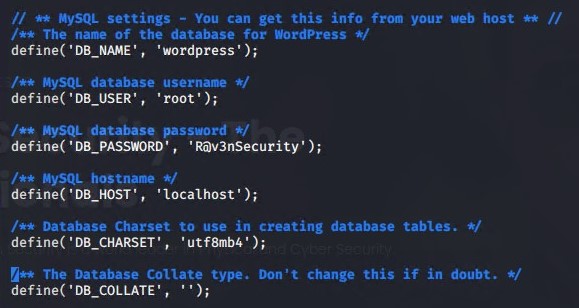 // ** MySQL settings - You can get this info from your web host ** //
/** The name of the database for WordPress */
define('DB_NAME', 'wordpress');
/** MySQL database username */
define('DB_USER', 'root');
/** MySQL database password */
define('DB_PASSWORD', 'R@v3nSecurity');
/** MySQL hostname */
define('DB_HOST', 'localhost');
/** Database Charset to use in creating database tables. */
define('DB_CHARSET', 'utf8mb4');
/** The Database Collate type. Don't change this if in doubt. */
define('DB_COLLATE', '');